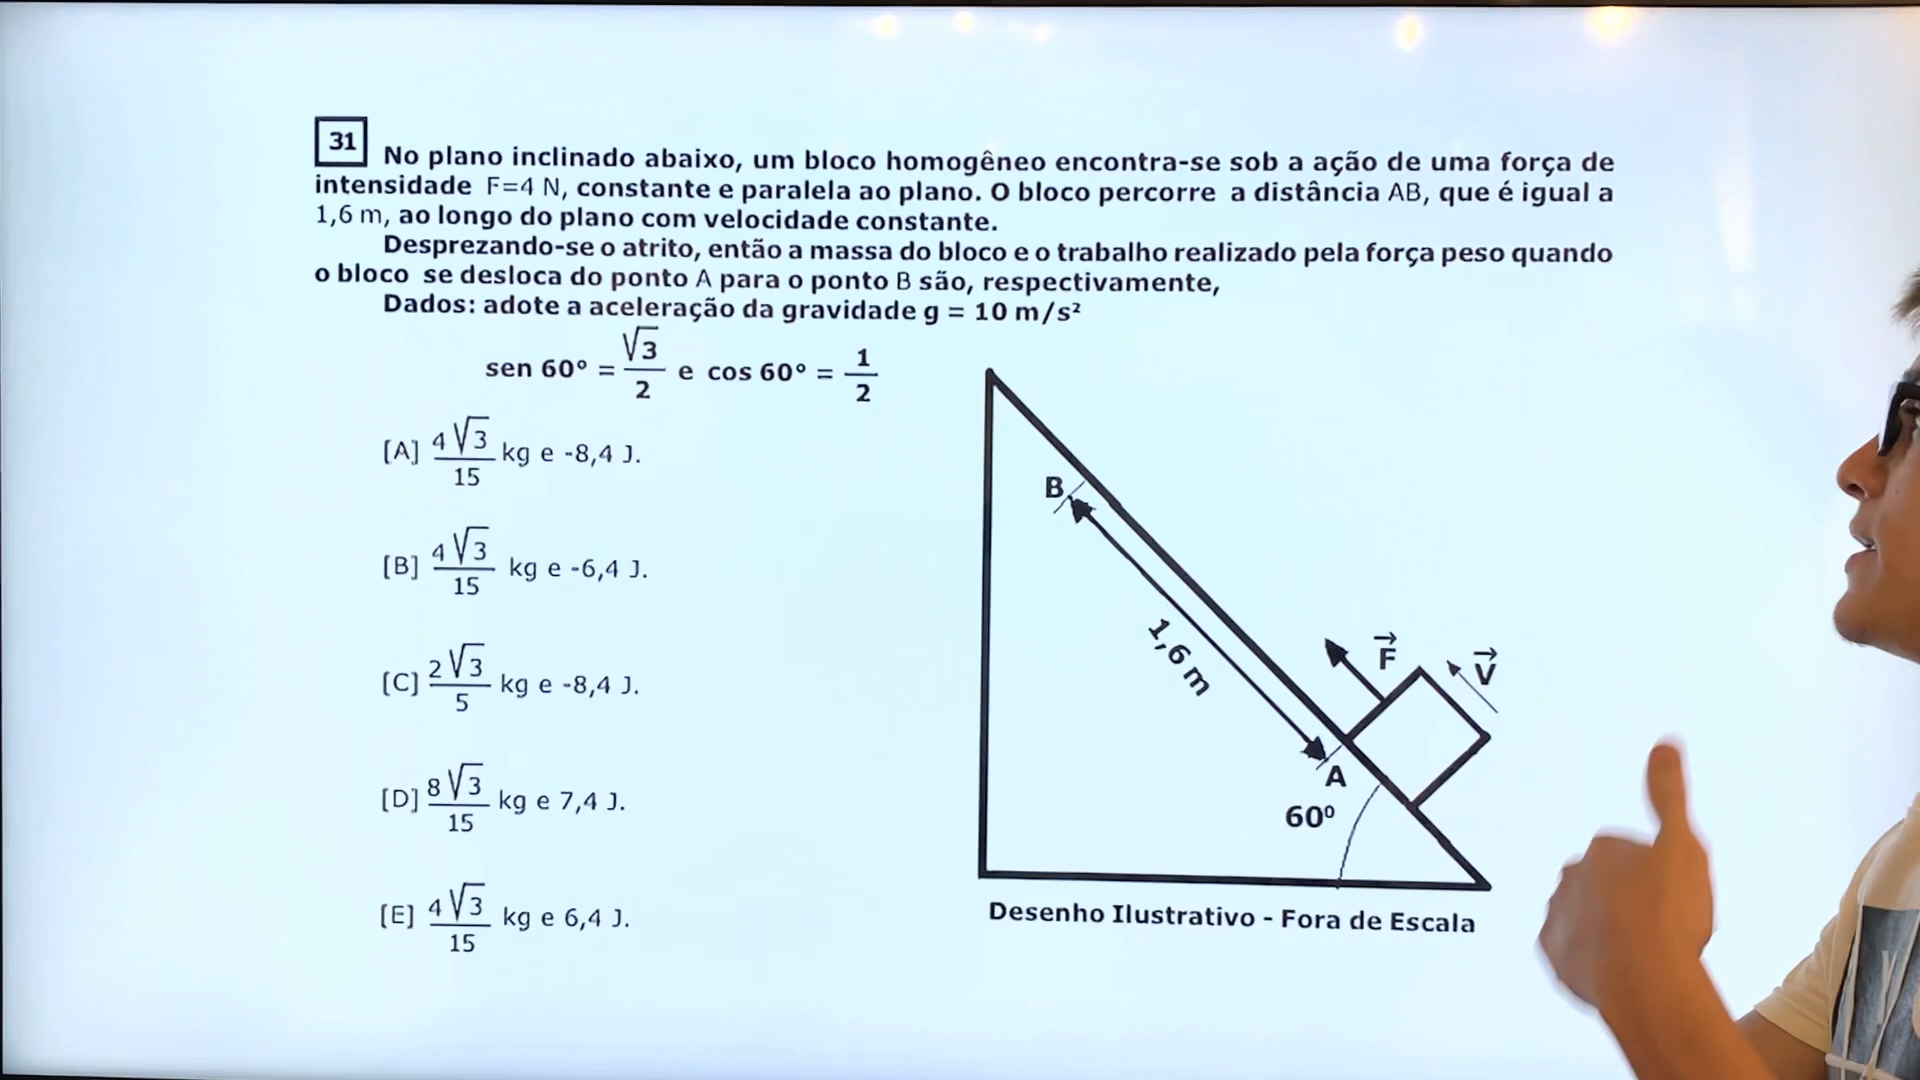 31
No plano inclinado abaixo, um bloco homogêneo encontra-se sob a ação de uma força de
intensidade F=4 N, constante e paralela ao plano. O bloco percorre a distância AB, que é igual a
1,6 m, ao longo do plano com velocidade constante.
Desprezando-se o atrito, então a massa do bloco e o trabalho realizado pela força peso quando
o bloco se desloca do ponto A para o ponto B são, respectivamente,
Dados: adote a aceleração da gravidade g = 10 m/s²
sen 60º = √3/2 e cos 60º = 1/2
[A] 4√3/15 kg e -8,4 J.
[B] 4√3/15 kg e -6,4 J.
[C] 2√3/5 kg e -8,4 J.
[D] 8√3/15 kg e 7,4 J.
[E] 4√3/15 kg e 6,4 J.
B
1,6 m
F
V
A
60º
Desenho Ilustrativo - Fora de Escala